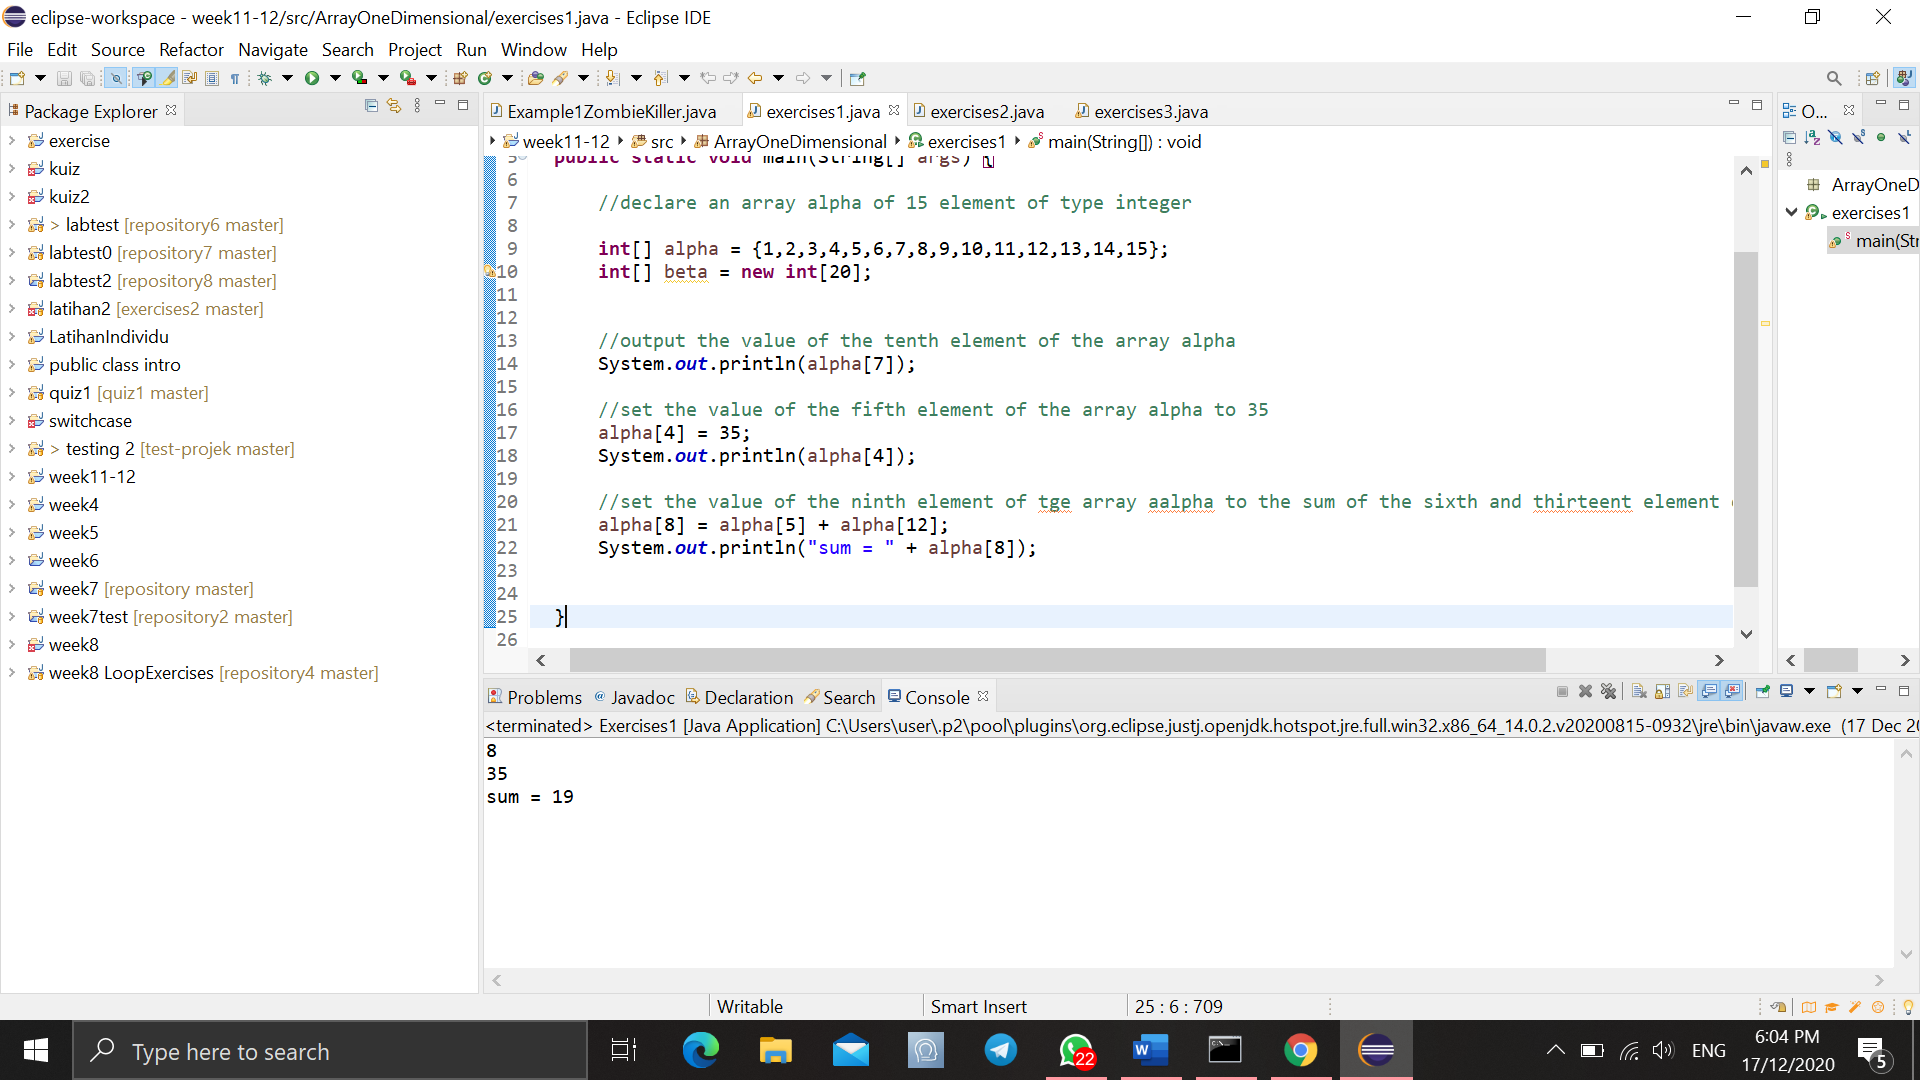 eclipse-workspace - week11-12/src/ArrayOneDimensional/exercises1.java - Eclipse IDE
File Edit Source Refactor Navigate Search Project Run Window Help
Package Explorer
exercise
kuiz
kuiz2
> labtest [repository6 master]
labtest0 [repository7 master]
labtest2 [repository8 master]
latihan2 [exercises2 master]
LatihanIndividu
public class intro
quiz1 [quiz1 master]
switchcase
> testing 2 [test-projek master]
week11-12
week4
week5
week6
week7 [repository master]
week7test [repository2 master]
week8
week8 LoopExercises [repository4 master]
Example1ZombieKiller.java exercises1.java exercises2.java exercises3.java
week11-12 src ArrayOneDimensional exercises1 main(String[]) : void
5 public static void main(String[] args) {
6
7 //declare an array alpha of 15 element of type integer
8
9 int[] alpha = {1,2,3,4,5,6,7,8,9,10,11,12,13,14,15};
10 int[] beta = new int[20];
11
12
13 //output the value of the tenth element of the array alpha
14 System.out.println(alpha[7]);
15
16 //set the value of the fifth element of the array alpha to 35
17 alpha[4] = 35;
18 System.out.println(alpha[4]);
19
20 //set the value of the ninth element of tge array aalpha to the sum of the sixth and thirteent element
21 alpha[8] = alpha[5] + alpha[12];
22 System.out.println("sum = " + alpha[8]);
23
24
25 }
26
O...
ArrayOneD
exercises1
main(Str
Problems @ Javadoc Declaration Search Console
<terminated> Exercises1 [Java Application] C:\Users\user\.p2\pool\plugins\org.eclipse.justj.openjdk.hotspot.jre.full.win32.x86_64_14.0.2.v20200815-0932\jre\bin\javaw.exe (17 Dec 20
8
35
sum = 19
Writable Smart Insert 25 : 6 : 709
Type here to search
22
W
ENG
6:04 PM
17/12/2020
5